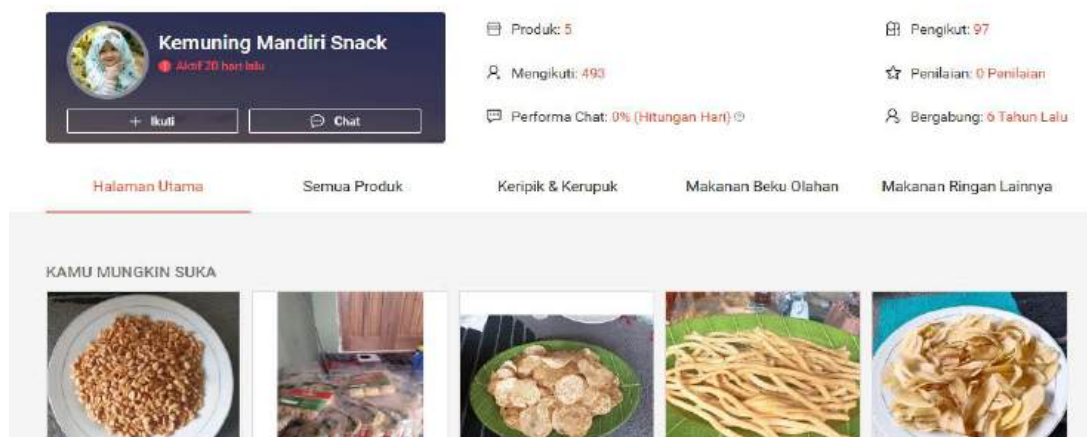 Kemuning Mandiri Snack
Aktif 20 hari lalu
+ Ikuti
Chat
Produk: 5
Mengikuti: 493
Performa Chat: 0% (Hitungan Hari)
Pengikut: 97
Penilaian: 0 Penilaian
Bergabung: 6 Tahun Lalu
Halaman Utama Semua Produk Keripik & Kerupuk Makanan Beku Olahan Makanan Ringan Lainnya
KAMU MUNGKIN SUKA